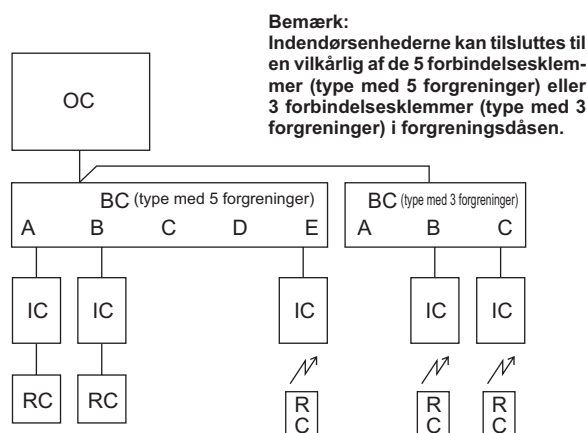 Bemærk:
Indendørsenhederne kan tilsluttes til
en vilkårlig af de 5 forbindelsesklem-
mer (type med 5 forgreninger) eller
3 forbindelsesklemmer (type med 3
forgreninger) i forgreningsdåsen.
OC
BC (type med 5 forgreninger)
A B C D E
BC (type med 3 forgreninger)
A B C
IC IC IC IC IC
RC RC
R
C
R
C
R
C